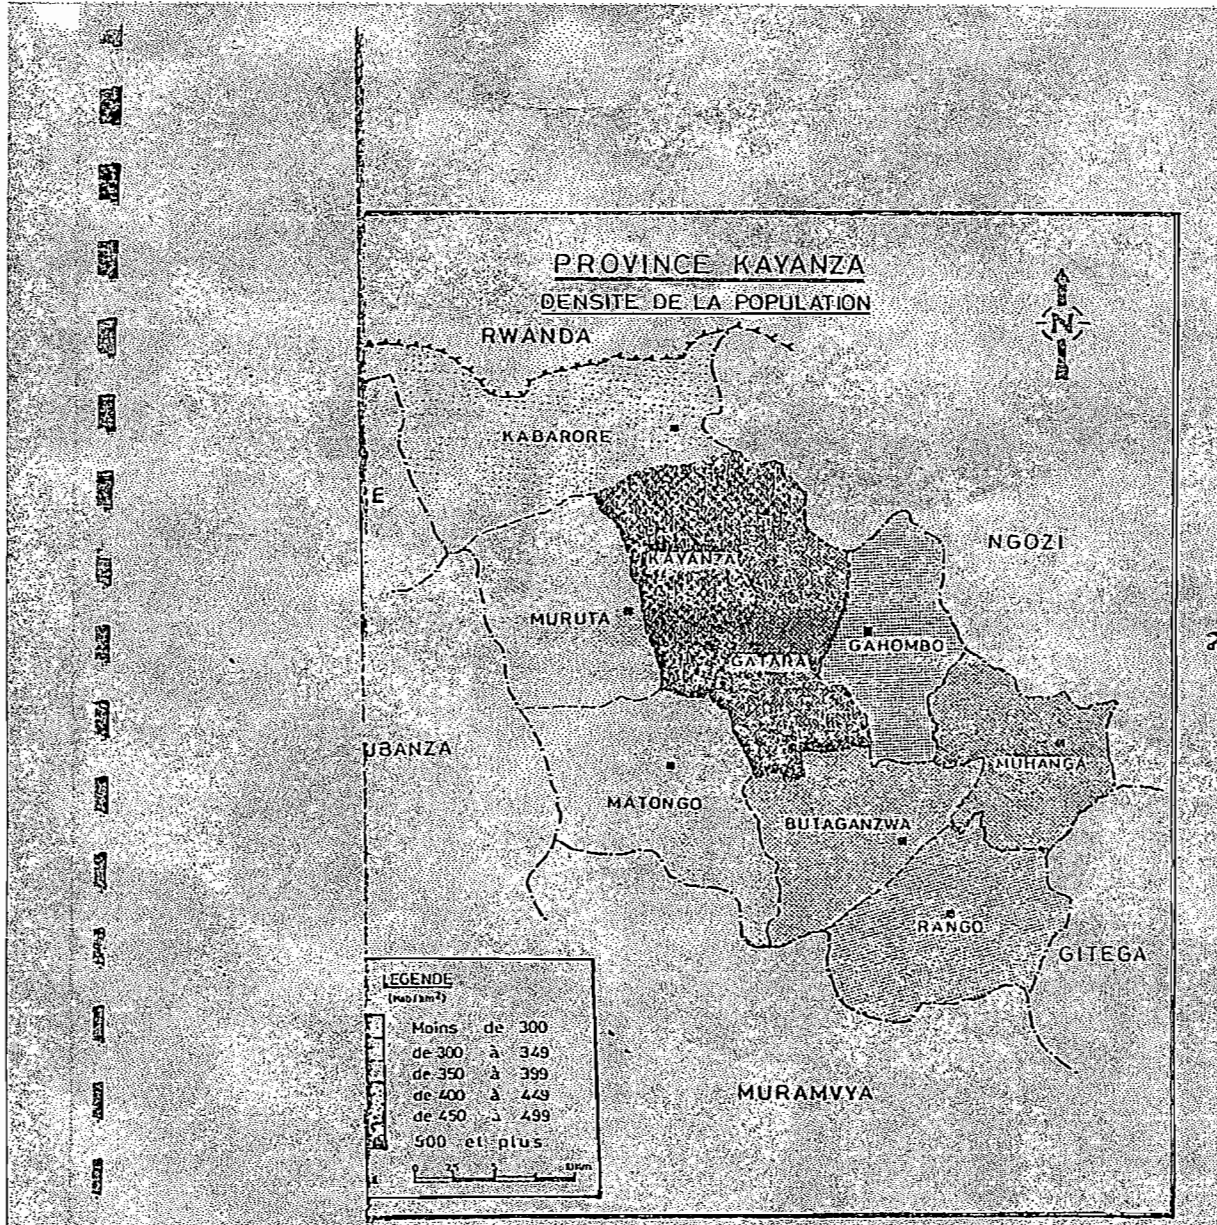 PROVINCE KAYANZA
DENSITE DE LA POPULATION
RWANDA
N
KABARORE
E
NGOZI
KAYANZA
MURUTA
GAHOMBO
GATARA
UBANZA
MUHANGA
MATONGO
BUTAGANZWA
RANGO
GITEGA
LEGENDE
(Hab/km²)
Moins de 300
de 300 à 349
de 350 à 399
de 400 à 449
de 450 à 499
500 et plus
MURAMVYA